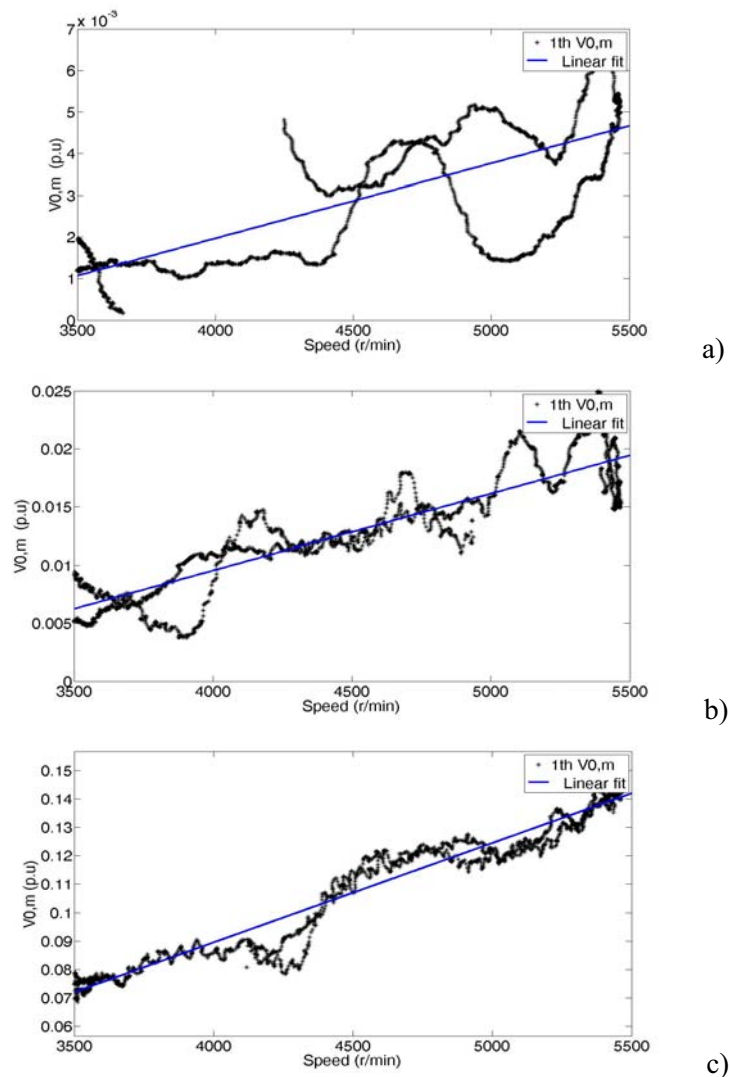 7 x 10⁻³
6
5
4
3
2
1
0
V0,m (p.u)
3500 4000 4500 5000 5500
Speed (r/min)
1th V0,m
Linear fit
a)
0.025
0.02
0.015
0.01
0.005
0
V0,m (p.u)
3500 4000 4500 5000 5500
Speed (r/min)
1th V0,m
Linear fit
b)
0.15
0.14
0.13
0.12
0.11
0.1
0.09
0.08
0.07
0.06
V0,m (p.u)
3500 4000 4500 5000 5500
Speed (r/min)
1th V0,m
Linear fit
c)